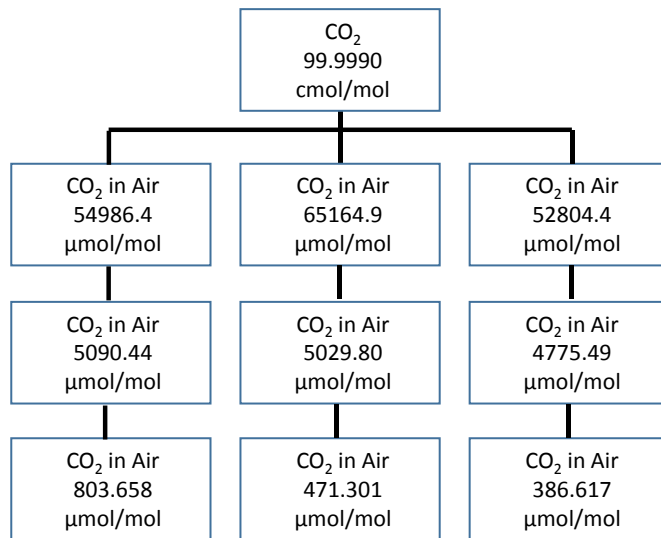 CO₂
99.9990
cmol/mol
CO₂ in Air
54986.4
µmol/mol
CO₂ in Air
65164.9
µmol/mol
CO₂ in Air
52804.4
µmol/mol
CO₂ in Air
5090.44
µmol/mol
CO₂ in Air
5029.80
µmol/mol
CO₂ in Air
4775.49
µmol/mol
CO₂ in Air
803.658
µmol/mol
CO₂ in Air
471.301
µmol/mol
CO₂ in Air
386.617
µmol/mol